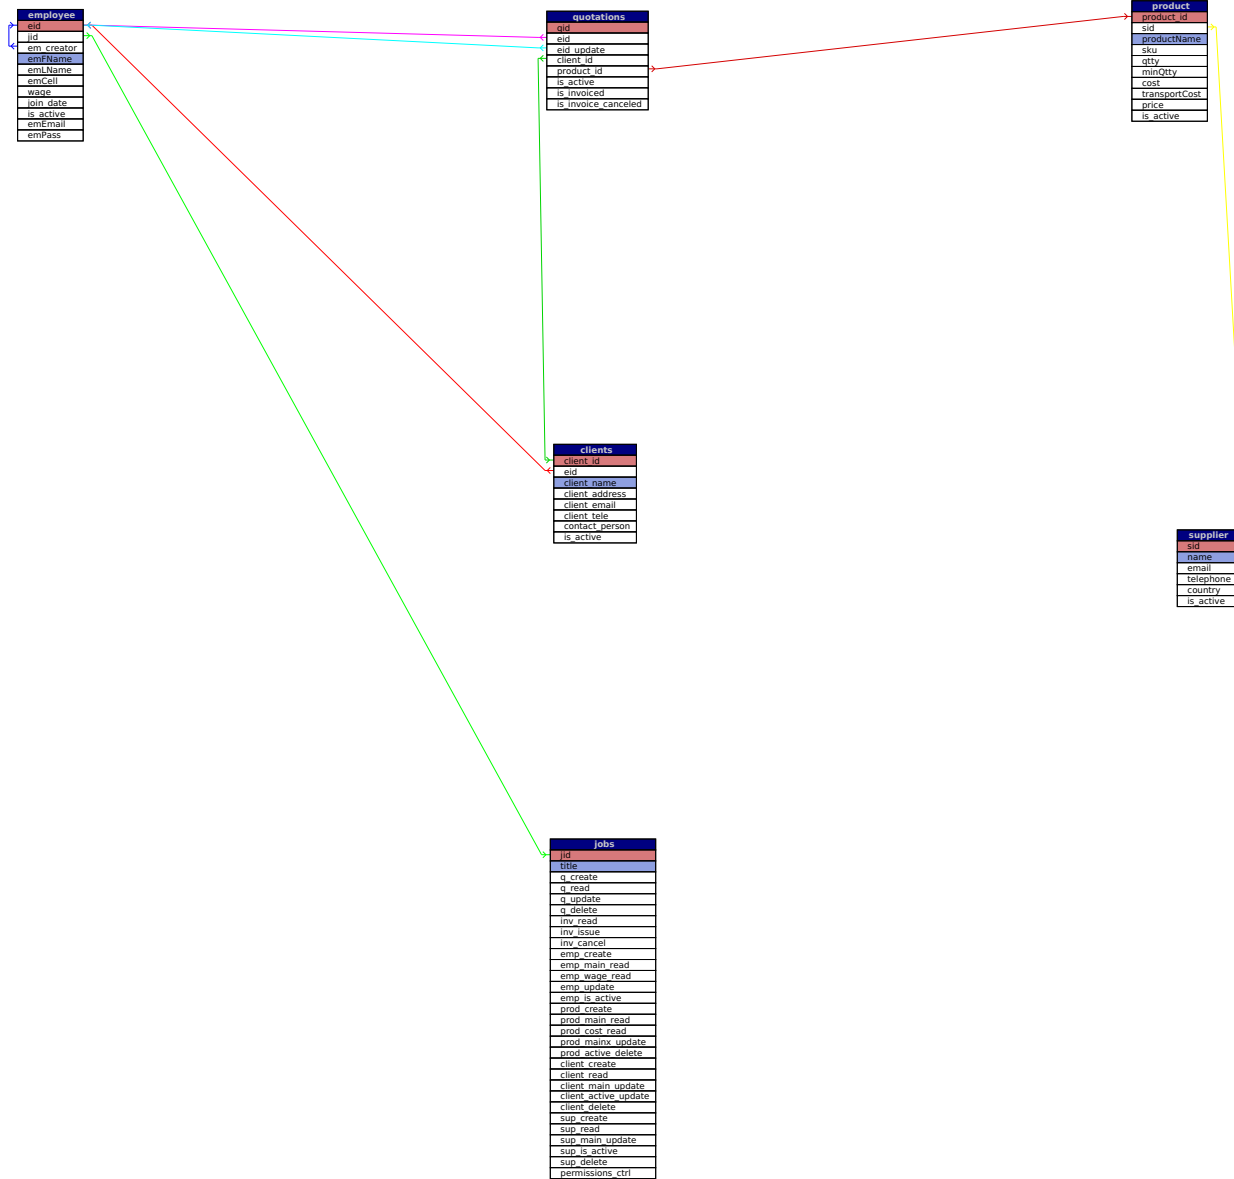 employee
eid
jid
em_creator
emFName
emLName
emCell
wage
join_date
is_active
emEmail
emPass
quotations
qid
eid
eid_update
client_id
product_id
is_active
is_invoiced
is_invoice_canceled
product
product_id
sid
productName
sku
qtty
minQtty
cost
transportCost
price
is_active
clients
client_id
eid
client_name
client_address
client_email
client_tele
contact_person
is_active
supplier
sid
name
email
telephone
country
is_active
jobs
jid
title
q_create
q_read
q_update
q_delete
inv_read
inv_issue
inv_cancel
emp_create
emp_main_read
emp_wage_read
emp_update
emp_is_active
prod_create
prod_main_read
prod_cost_read
prod_mainx_update
prod_active_delete
client_create
client_read
client_main_update
client_active_update
client_delete
sup_create
sup_read
sup_main_update
sup_is_active
sup_delete
permissions_ctrl